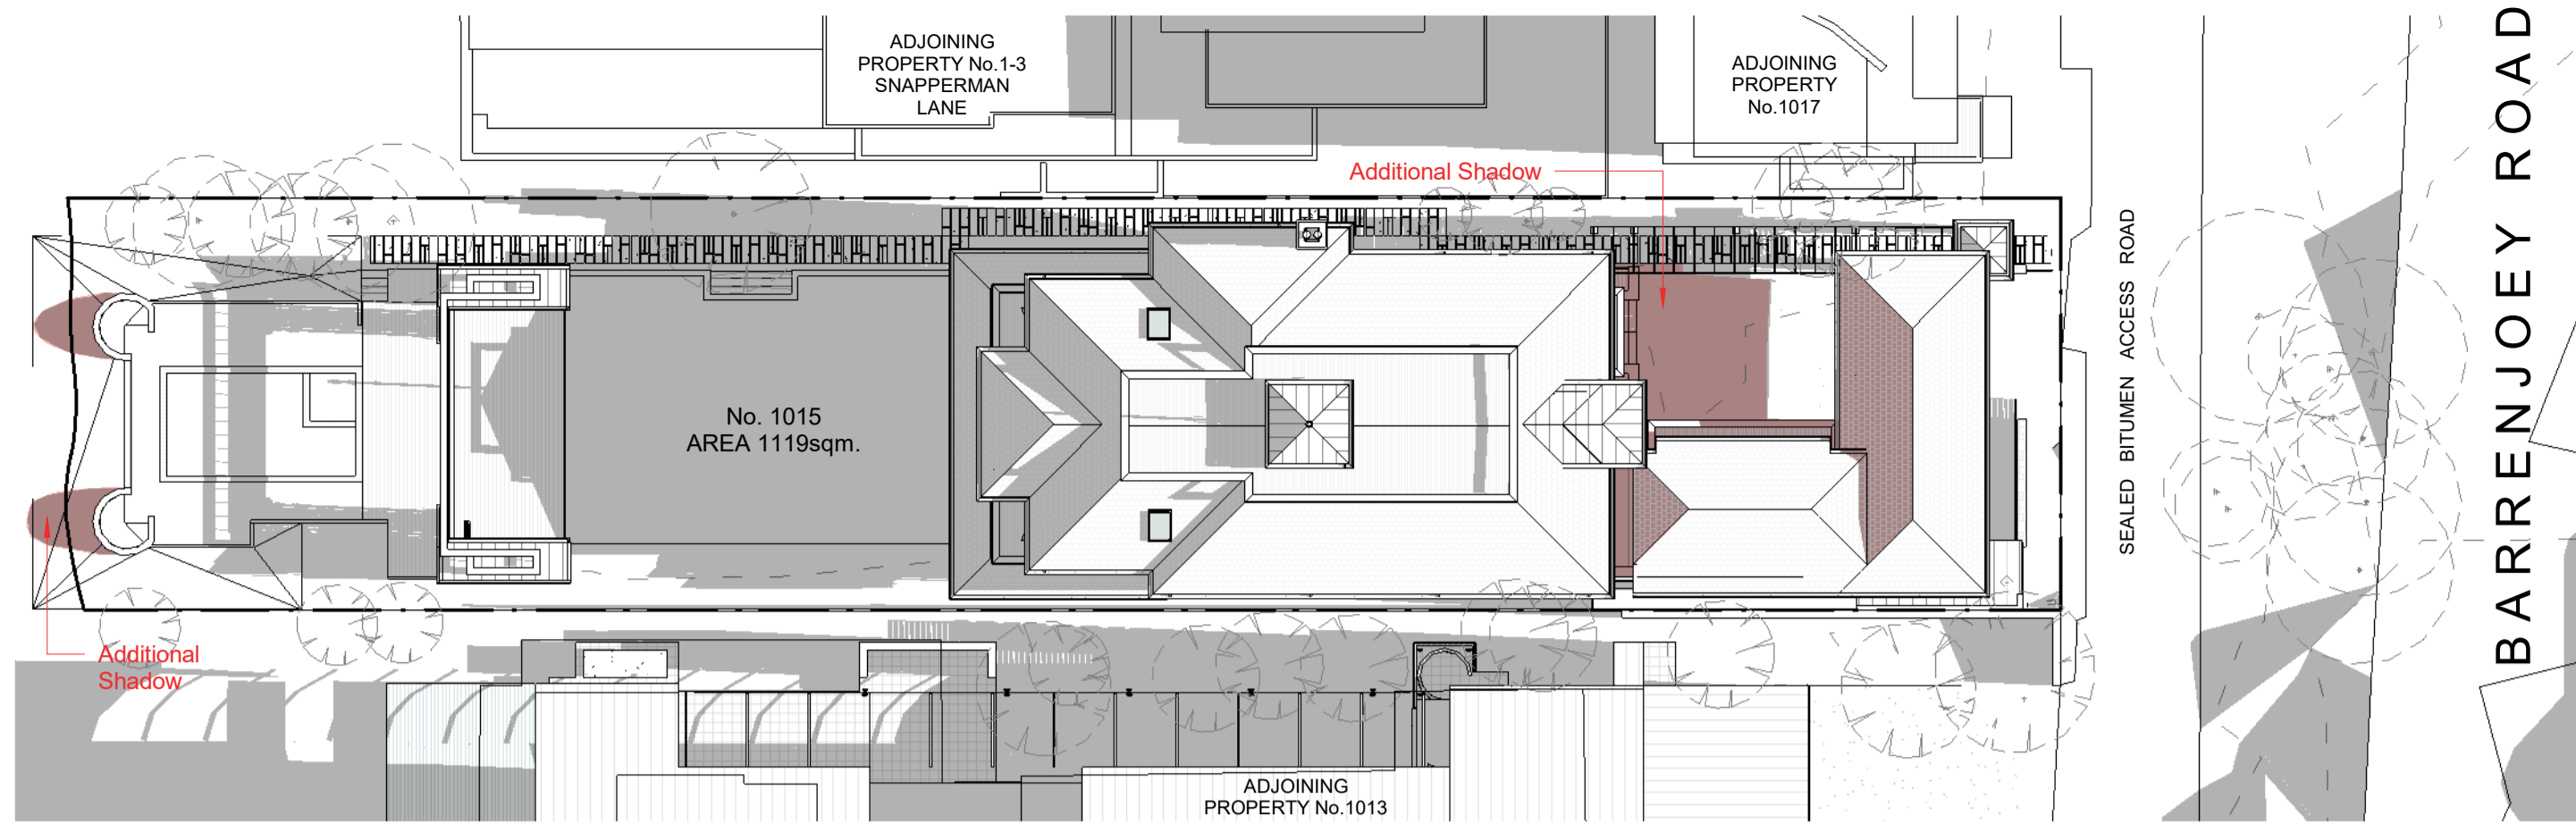 ADJOINING
PROPERTY No.1-3
SNAPPERMAN
LANE
ADJOINING
PROPERTY
No.1017
Additional Shadow
No. 1015
AREA 1119sqm.
Additional
Shadow
ADJOINING
PROPERTY No.1013
SEALED BITUMEN ACCESS ROAD
BARRENJOEY ROAD